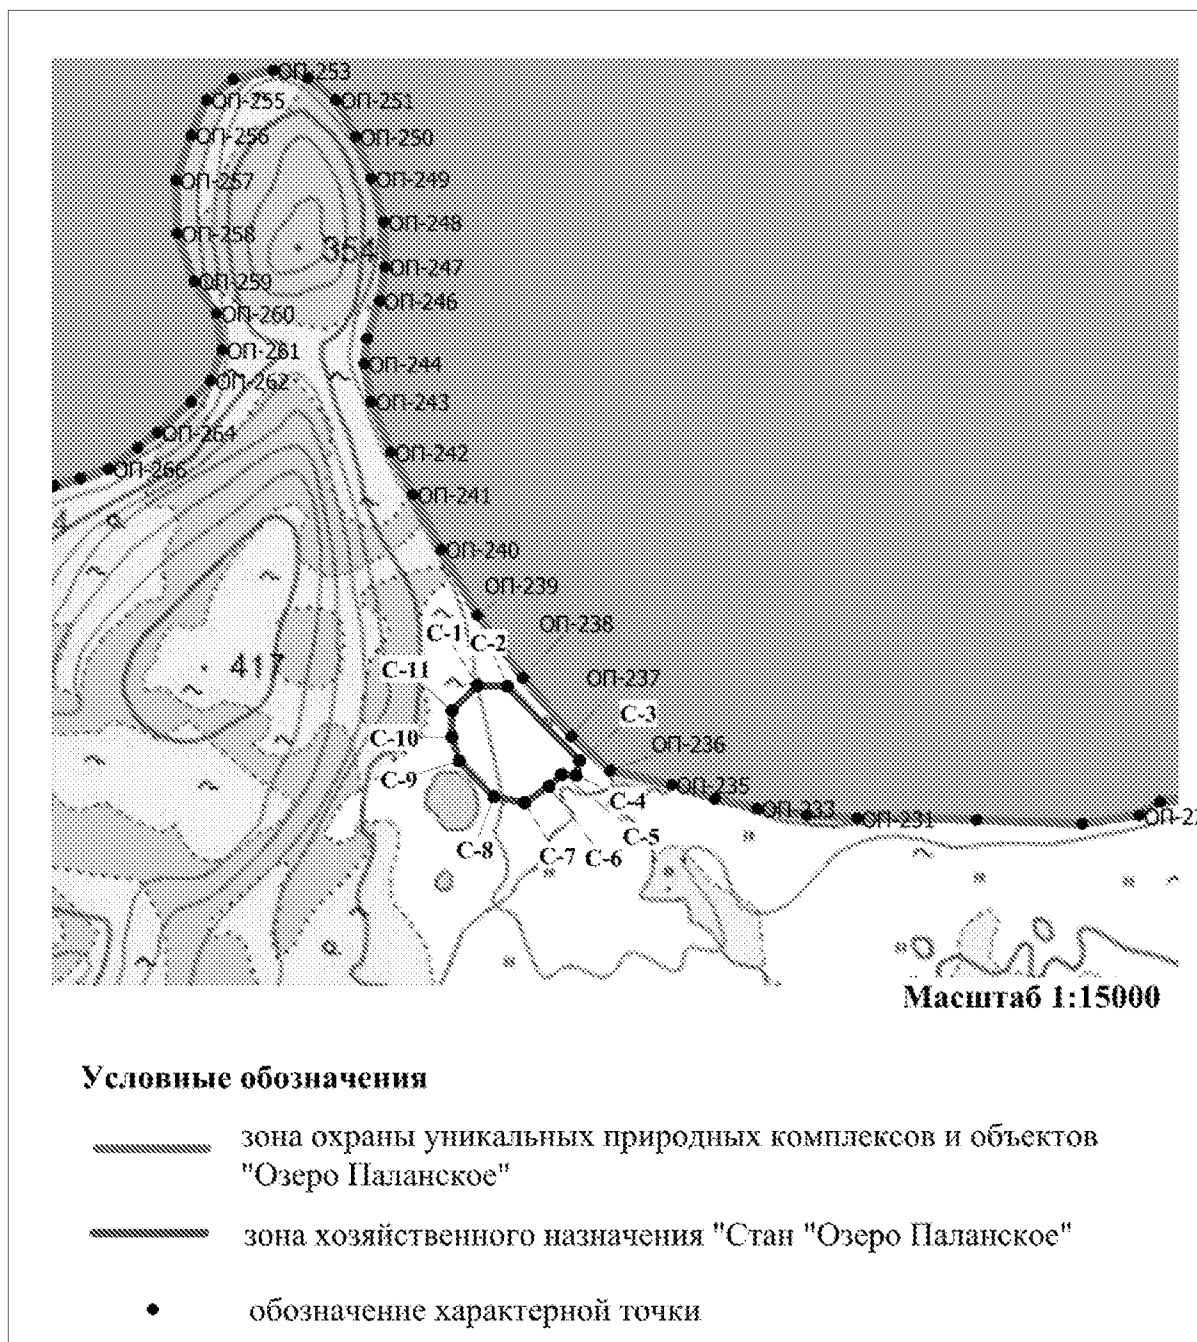 ОП-253
ОП-255
ОП-251
ОП-256
ОП-250
ОП-257
ОП-249
ОП-258
ОП-248
354
ОП-259
ОП-247
ОП-260
ОП-246
ОП-261
ОП-244
ОП-262
ОП-243
ОП-264
ОП-242
ОП-266
ОП-241
ОП-240
ОП-239
ОП-238
С-1
С-2
417
С-11
ОП-237
С-3
С-10
ОП-236
С-9
ОП-235
С-4
ОП-233
ОП-231
С-5
С-8
С-7
С-6
Масштаб 1:15000
Условные обозначения
зона охраны уникальных природных комплексов и объектов
"Озеро Паланское"
зона хозяйственного назначения "Стан "Озеро Паланское"
обозначение характерной точки